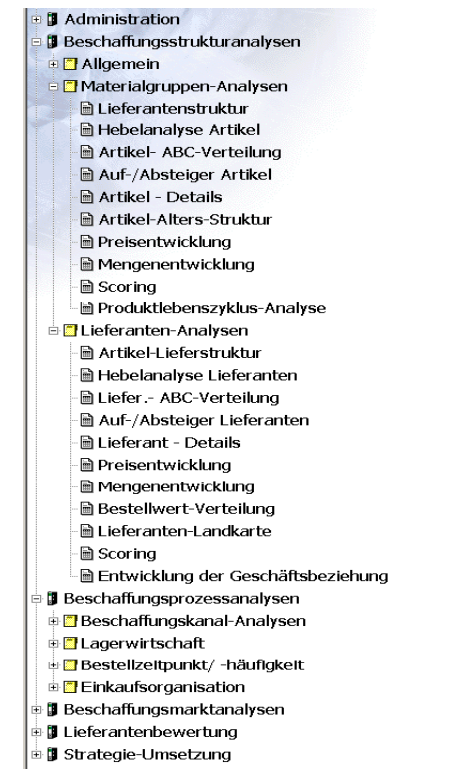 Administration
Beschaffungsstrukturanalysen
Allgemein
Materialgruppen-Analysen
Lieferantenstruktur
Hebelanalyse Artikel
Artikel- ABC-Verteilung
Auf-/Absteiger Artikel
Artikel - Details
Artikel-Alters-Struktur
Preisentwicklung
Mengenentwicklung
Scoring
Produktlebenszyklus-Analyse
Lieferanten-Analysen
Artikel-Lieferstruktur
Hebelanalyse Lieferanten
Liefer.- ABC-Verteilung
Auf-/Absteiger Lieferanten
Lieferant - Details
Preisentwicklung
Mengenentwicklung
Bestellwert-Verteilung
Lieferanten-Landkarte
Scoring
Entwicklung der Geschäftsbeziehung
Beschaffungsprozessanalysen
Beschaffungskanal-Analysen
Lagerwirtschaft
Bestellzeitpunkt/ -häufigkeit
Einkaufsorganisation
Beschaffungsmarktanalysen
Lieferantenbewertung
Strategie-Umsetzung